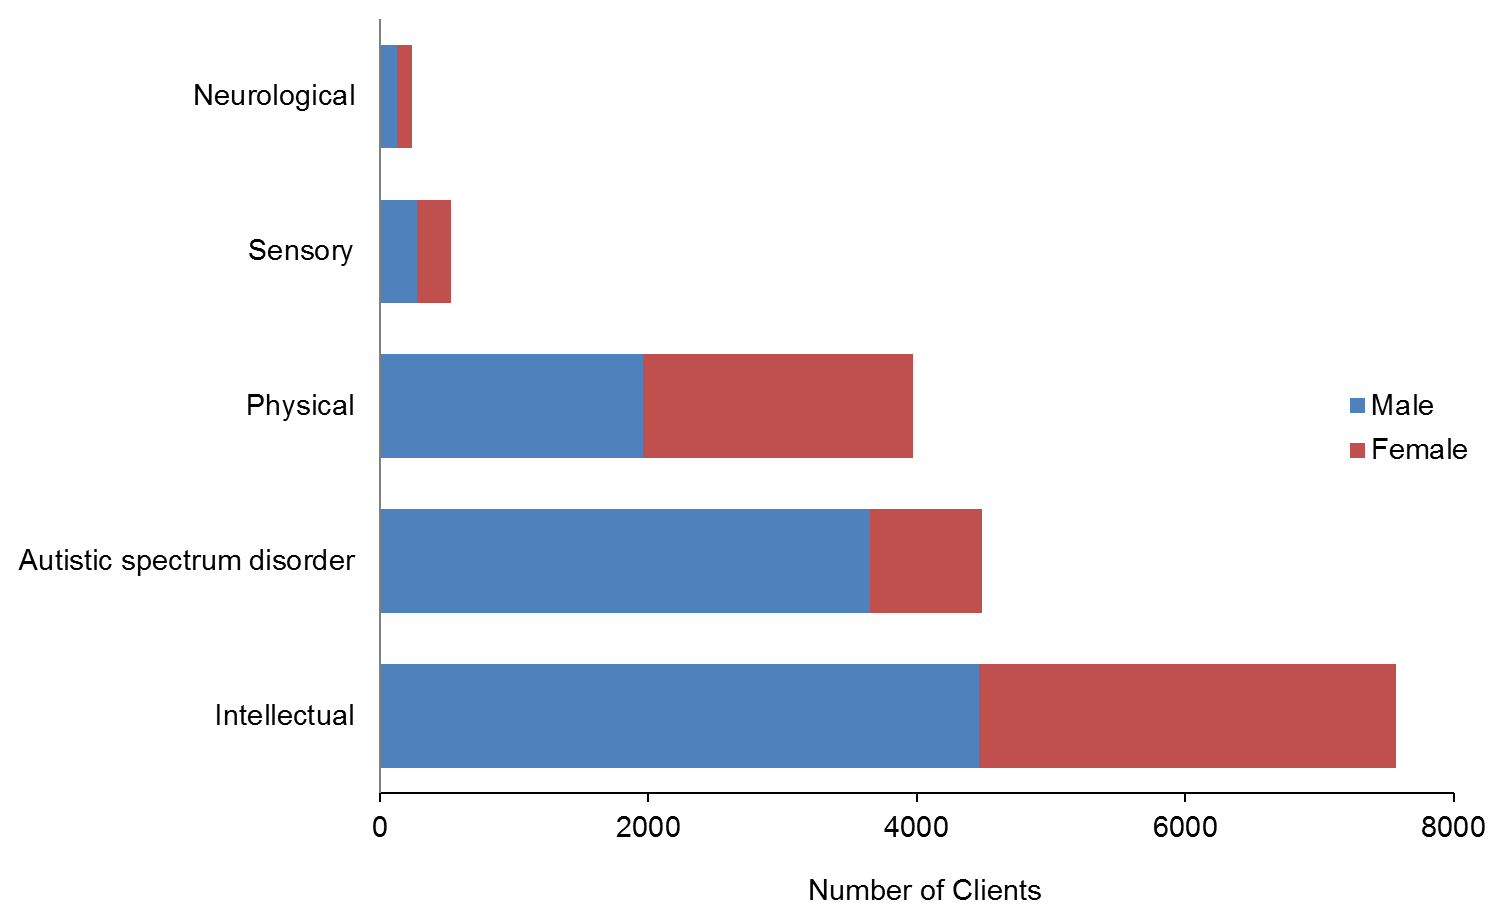 Neurological
Sensory
Physical
Autistic spectrum disorder
Intellectual
Male
Female
0 2000 4000 6000 8000
Number of Clients